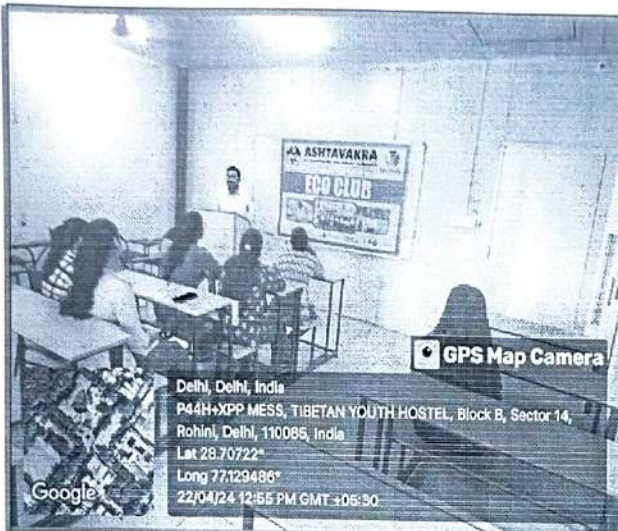 ASHTAVAKRA
ECO CLUB
GPS Map Camera
Delhi, Delhi, India
P44H+XPP MESS, TIBETAN YOUTH HOSTEL, Block B, Sector 14,
Rohini, Delhi, 110085, India
Lat 28.70722°
Long 77.129486°
22/04/24 12:55 PM GMT +05:30
Google